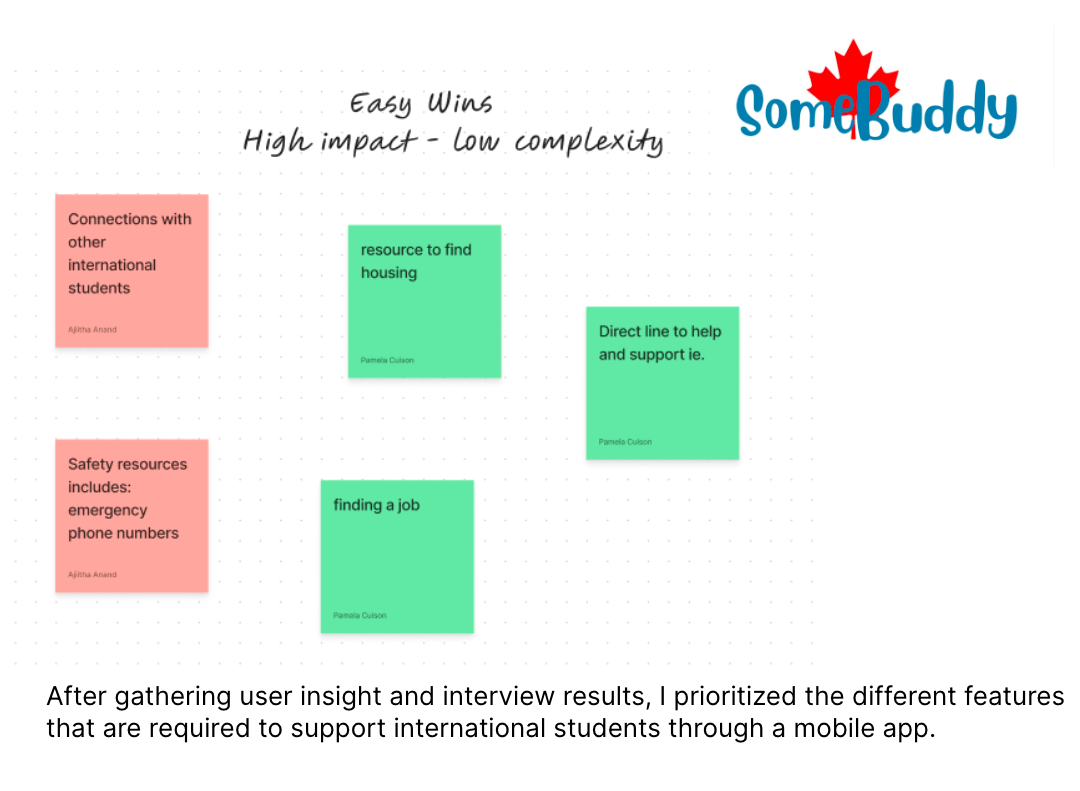 SomeBuddy
Easy Wins
High impact - low complexity
Connections with
other
international
students
Ajitha Anand
resource to find
housing
Pamela Culson
Direct line to help
and support ie.
Pamela Culson
Safety resources
includes:
emergency
phone numbers
Ajitha Anand
finding a job
Pamela Culson
After gathering user insight and interview results, I prioritized the different features
that are required to support international students through a mobile app.